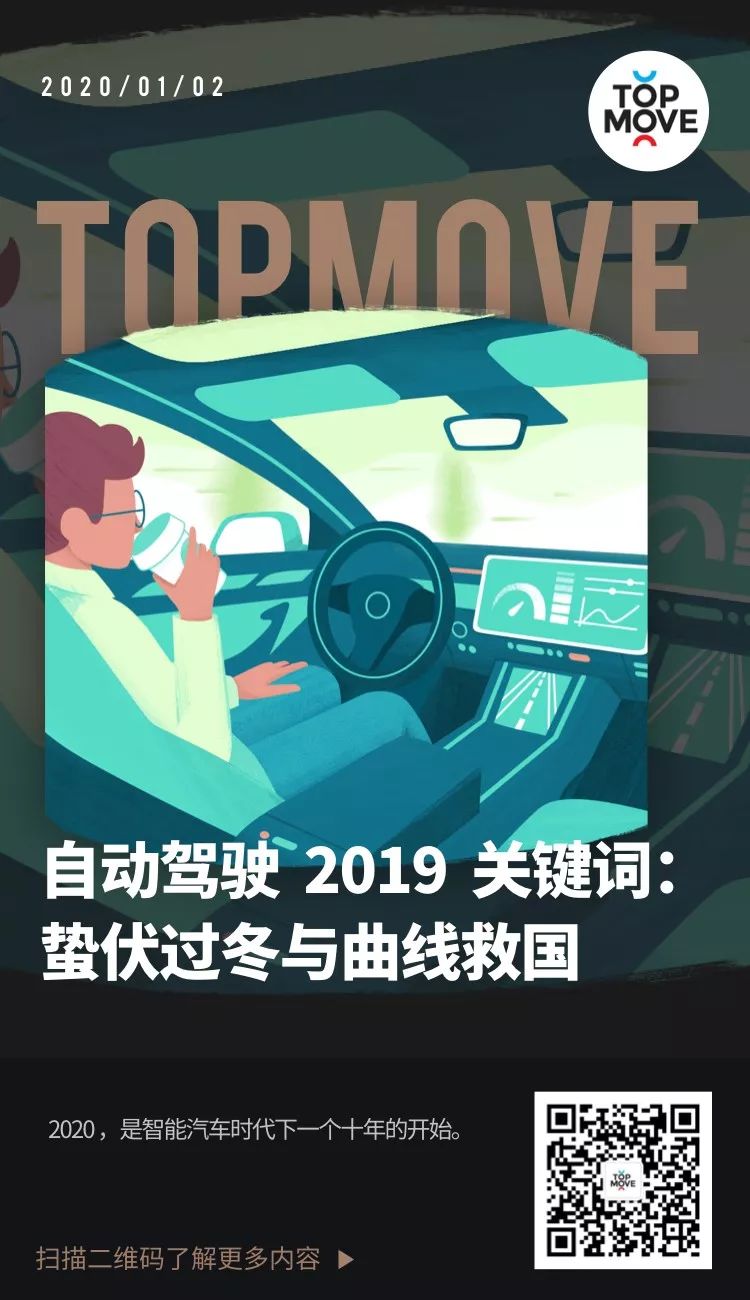 2020/01/02
TOP
MOVE
TOPMOVE
自动驾驶 2019 关键词：
蛰伏过冬与曲线救国
2020，是智能汽车时代下一个十年的开始。
TOP
MOVE
扫描二维码了解更多内容 ▶